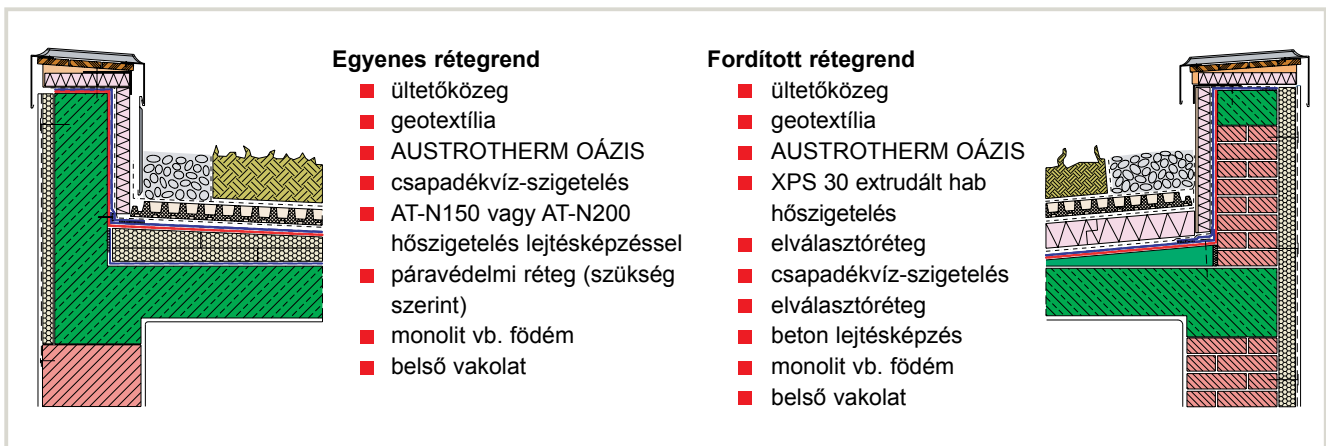 Egyenes rétegrend
ültetőközeg
geotextília
AUSTROTHERM OÁZIS
csapadékvíz-szigetelés
AT-N150 vagy AT-N200
hőszigetelés lejtésképzéssel
páravédelmi réteg (szükség
szerint)
monolit vb. födém
belső vakolat
Fordított rétegrend
ültetőközeg
geotextília
AUSTROTHERM OÁZIS
XPS 30 extrudált hab
hőszigetelés
elválasztóréteg
csapadékvíz-szigetelés
elválasztóréteg
beton lejtésképzés
monolit vb. födém
belső vakolat